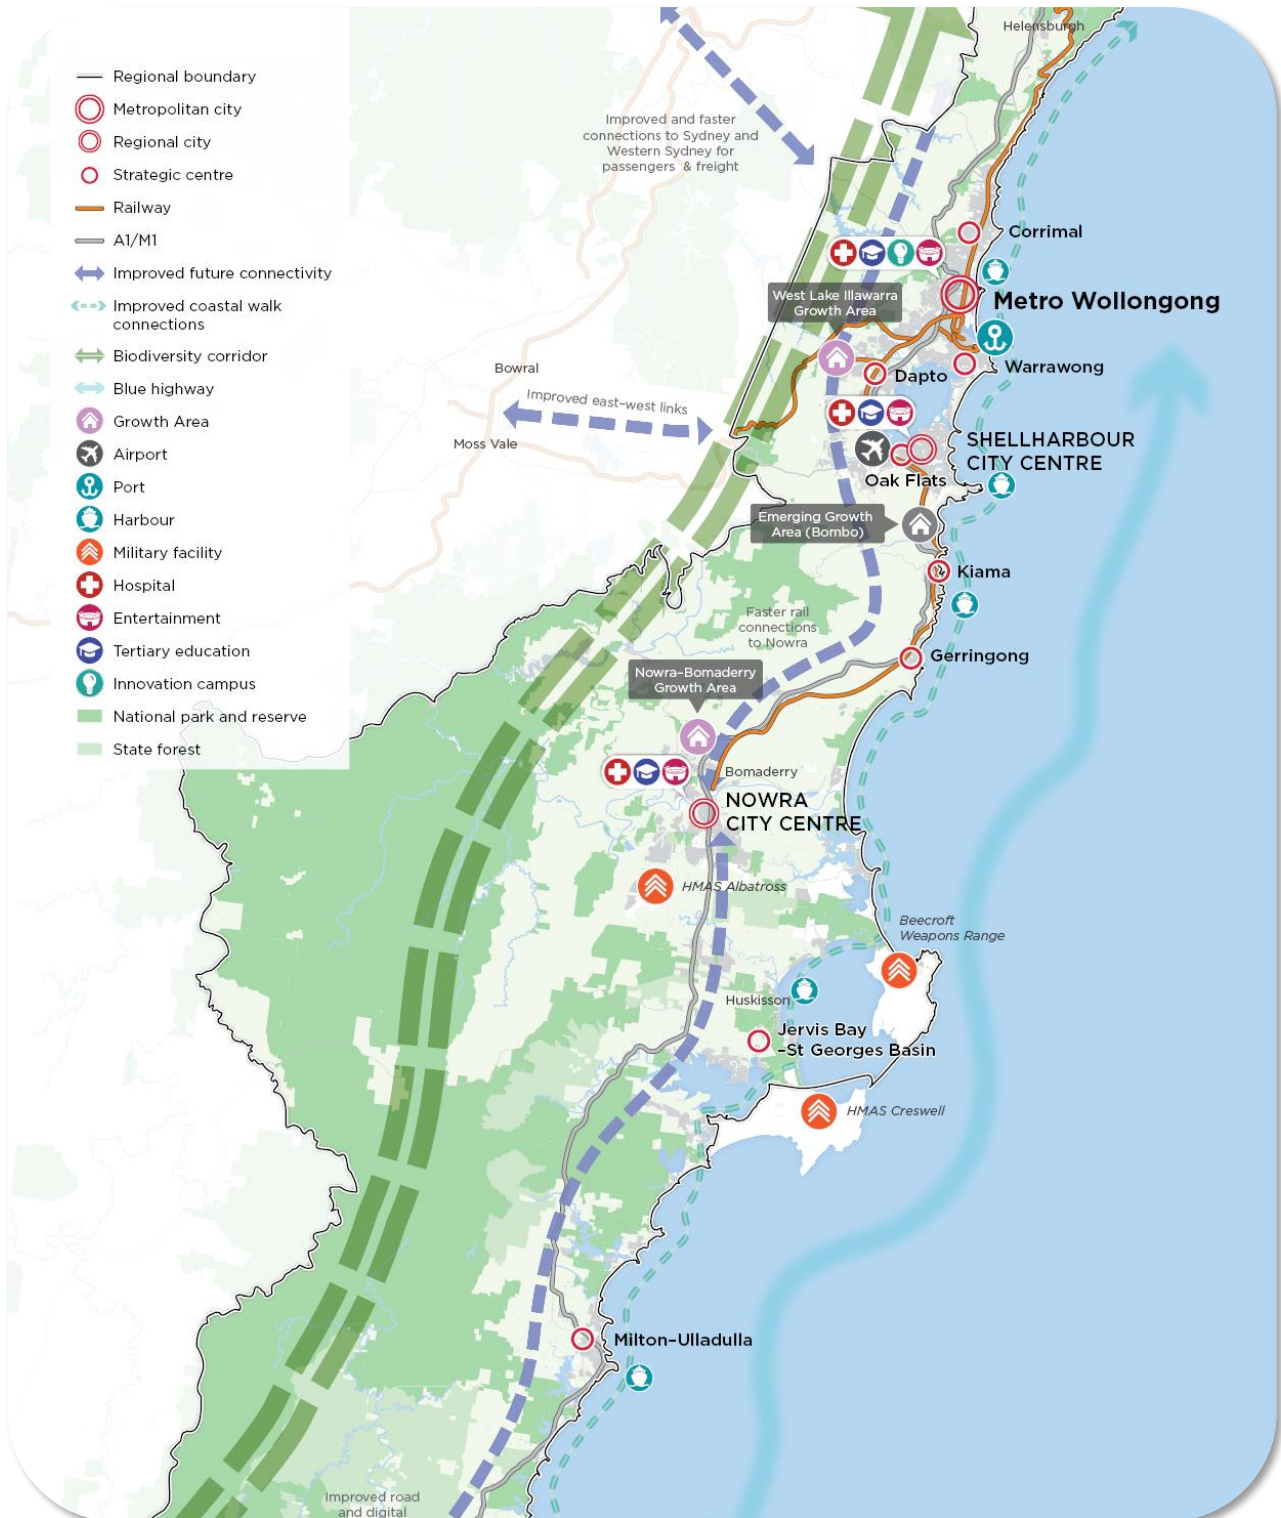 Regional boundary
Metropolitan city
Regional city
Strategic centre
Railway
A1/M1
Improved future connectivity
Improved coastal walk
connections
Biodiversity corridor
Blue highway
Growth Area
Airport
Port
Harbour
Military facility
Hospital
Entertainment
Tertiary education
Innovation campus
National park and reserve
State forest
Helensburgh
Improved and faster
connections to Sydney and
Western Sydney for
passengers & freight
Corrimal
West Lake Illawarra
Growth Area
Metro Wollongong
Bowral
Dapto
Warrawong
Improved east–west links
Moss Vale
SHELLHARBOUR
CITY CENTRE
Oak Flats
Emerging Growth
Area (Bombo)
Kiama
Faster rail
connections
to Nowra
Gerringong
Nowra–Bomaderry
Growth Area
Bomaderry
NOWRA
CITY CENTRE
HMAS Albatross
Beecroft
Weapons Range
Huskisson
Jervis Bay
–St Georges Basin
HMAS Creswell
Milton–Ulladulla
Improved road
and digital